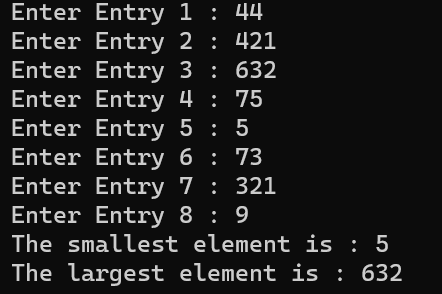 Enter Entry 1 : 44
Enter Entry 2 : 421
Enter Entry 3 : 632
Enter Entry 4 : 75
Enter Entry 5 : 5
Enter Entry 6 : 73
Enter Entry 7 : 321
Enter Entry 8 : 9
The smallest element is : 5
The largest element is : 632